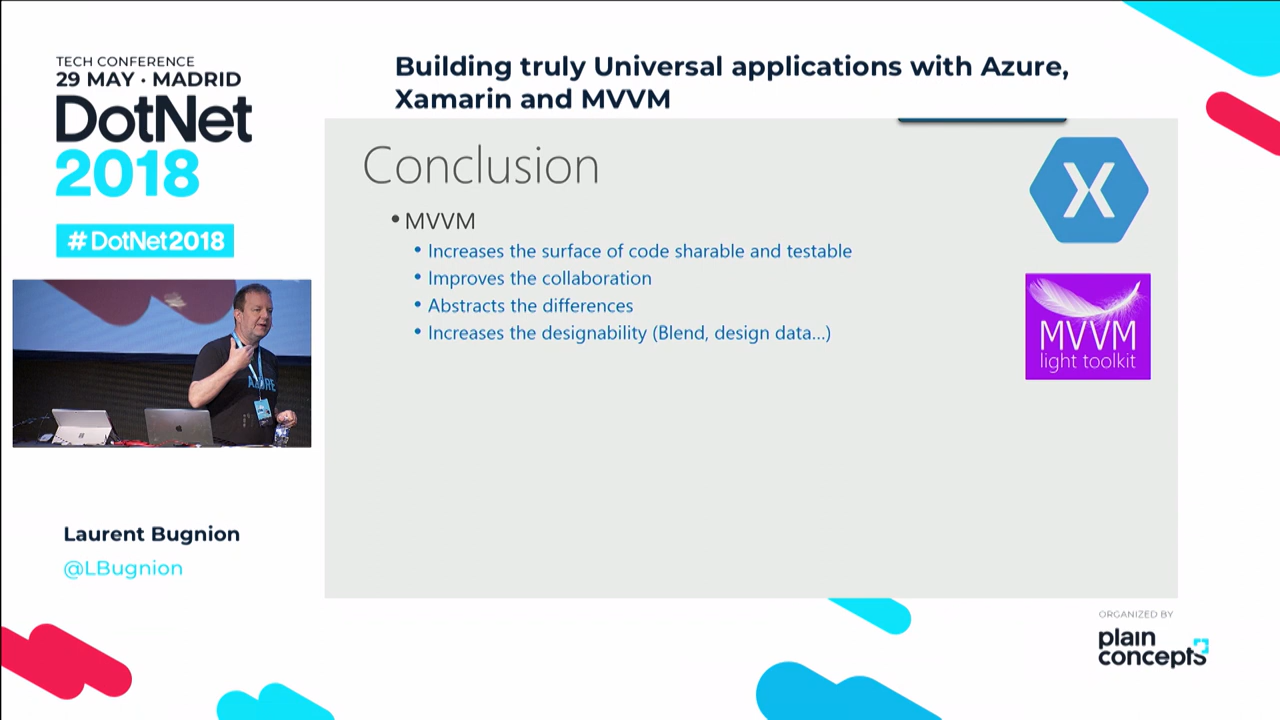 TECH CONFERENCE
29 MAY · MADRID
DotNet
2018
#DotNet2018
Building truly Universal applications with Azure,
Xamarin and MVVM
Conclusion
• MVVM
• Increases the surface of code sharable and testable
• Improves the collaboration
• Abstracts the differences
• Increases the designability (Blend, design data...)
X
MVVM
light toolkit
AZURE
Laurent Bugnion
@LBugnion
ORGANIZED BY
plain
concepts